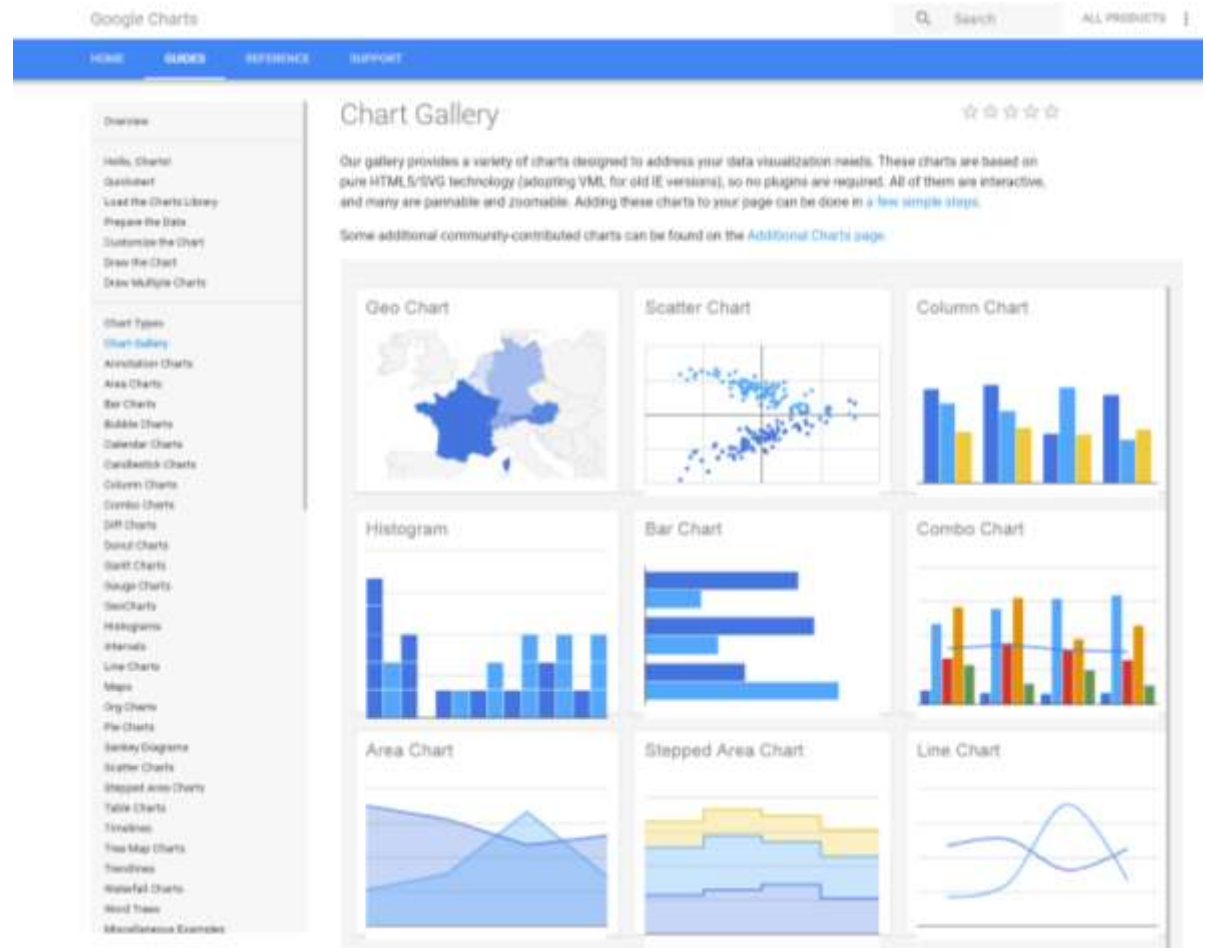 Google Charts
Search
ALL PRODUCTS
HOME
GUIDES
REFERENCE
SUPPORT
Overview
Hello, Charts!
Quickstart
Load the Charts Library
Prepare the Data
Customize the Chart
Draw the Chart
Draw Multiple Charts
Chart Types
Chart Gallery
Annotation Charts
Area Charts
Bar Charts
Bubble Charts
Calendar Charts
Candlestick Charts
Column Charts
Combo Charts
Diff Charts
Donut Charts
Gantt Charts
Gauge Charts
GeoCharts
Histograms
Intervals
Line Charts
Maps
Org Charts
Pie Charts
Sankey Diagrams
Scatter Charts
Stepped Area Charts
Table Charts
Timelines
Tree Map Charts
Trendlines
Waterfall Charts
Word Trees
Miscellaneous Examples
Chart Gallery
Our gallery provides a variety of charts designed to address your data visualization needs. These charts are based on
pure HTML5/SVG technology (adopting VML for old IE versions), so no plugins are required. All of them are interactive,
and many are pannable and zoomable. Adding these charts to your page can be done in a few simple steps.
Some additional community-contributed charts can be found on the Additional Charts page.
Geo Chart
Scatter Chart
Column Chart
Histogram
Bar Chart
Combo Chart
Area Chart
Stepped Area Chart
Line Chart